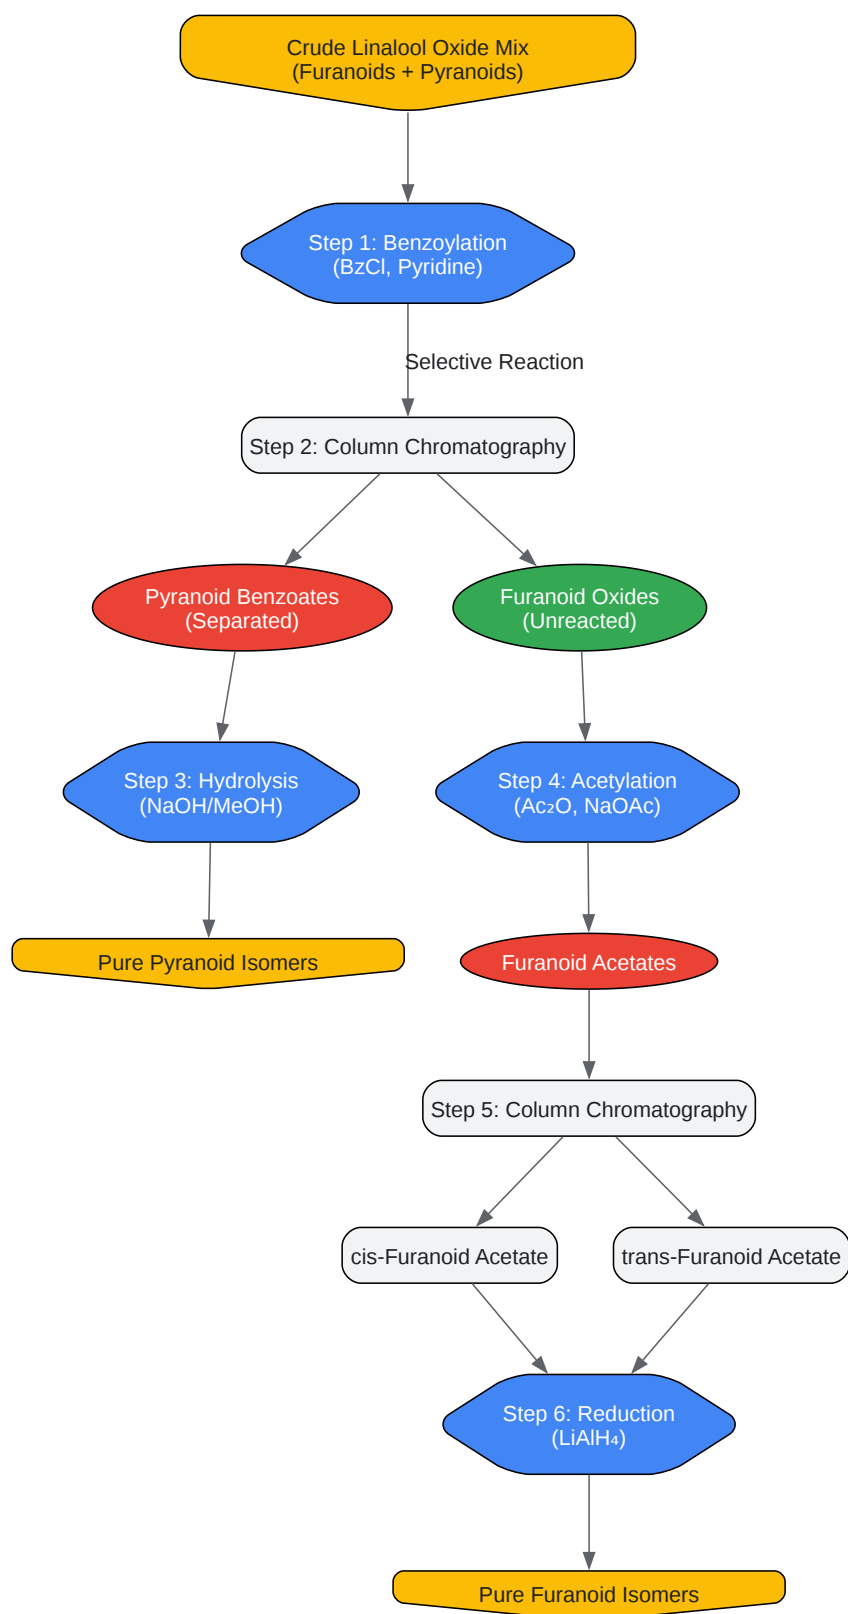 Crude Linalool Oxide Mix
(Furanoids + Pyranoids)
Step 1: Benzoylation
(BzCl, Pyridine)
Selective Reaction
Step 2: Column Chromatography
Pyranoid Benzoates
(Separated)
Furanoid Oxides
(Unreacted)
Step 3: Hydrolysis
(NaOH/MeOH)
Step 4: Acetylation
(Ac₂O, NaOAc)
Pure Pyranoid Isomers
Furanoid Acetates
Step 5: Column Chromatography
cis-Furanoid Acetate
trans-Furanoid Acetate
Step 6: Reduction
(LiAlH₄)
Pure Furanoid Isomers